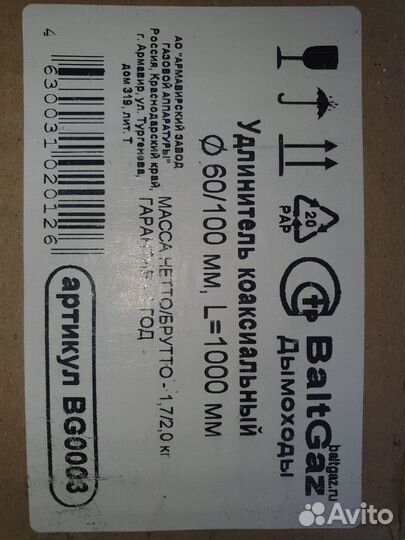 20
PAP
BaltGaz
baltgaz.ru
Дымоходы
Удлинитель коаксиальный
Ø 60/100 мм, L=1000 мм
АО "АРМАВИРСКИЙ ЗАВОД
ГАЗОВОЙ АППАРАТУРЫ"
Россия, Краснодарский край,
г. Армавир, ул. Тургенева,
дом 319, лит. Т
МАССА НЕТТО/БРУТТО - 1,7/2,0 кг
ГОД
4 630031 020126
артикул BG0003
Avito